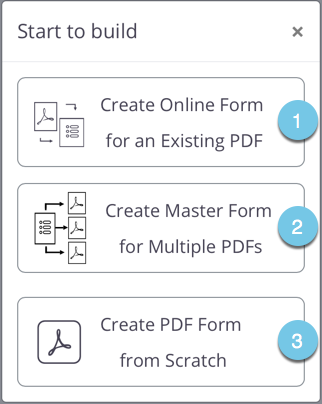 Start to build ×
Create Online Form
for an Existing PDF
1
Create Master Form
for Multiple PDFs
2
Create PDF Form
from Scratch
3